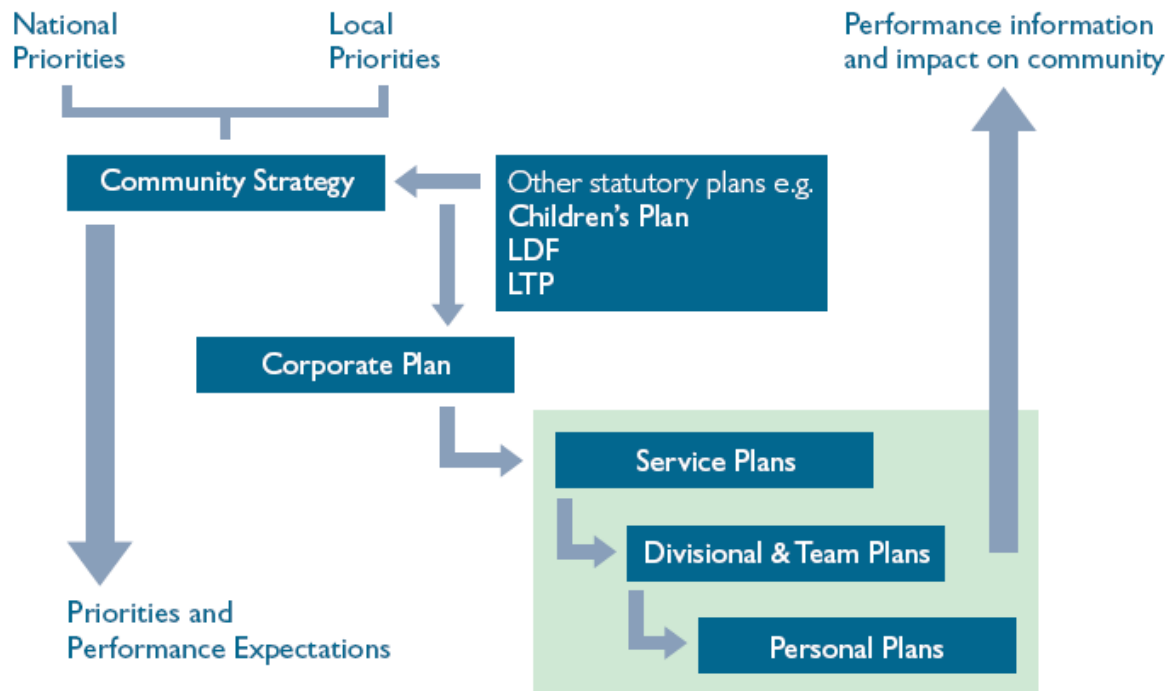 National
Priorities
Local
Priorities
Performance information
and impact on community
Community Strategy
Other statutory plans e.g.
Children's Plan
LDF
LTP
Corporate Plan
Service Plans
Divisional & Team Plans
Personal Plans
Priorities and
Performance Expectations